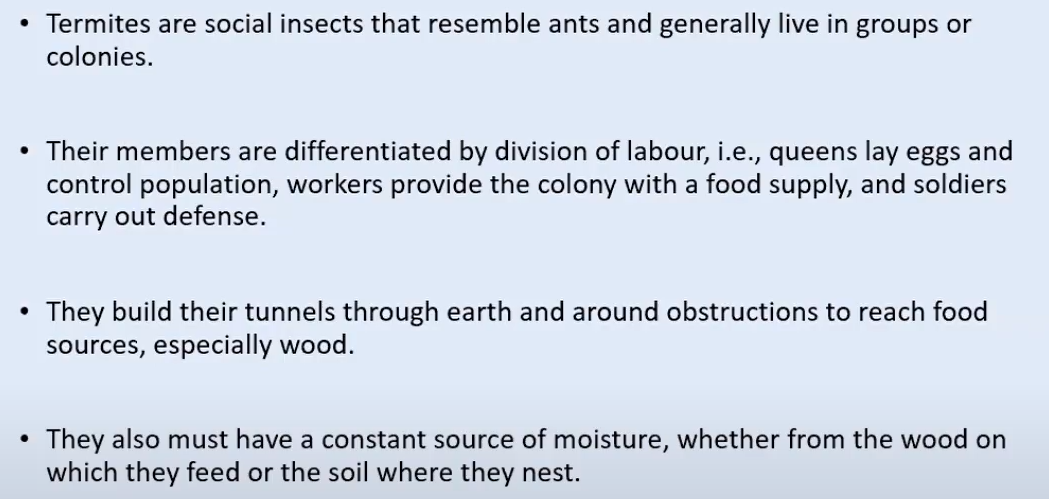 • Termites are social insects that resemble ants and generally live in groups or
colonies.
• Their members are differentiated by division of labour, i.e., queens lay eggs and
control population, workers provide the colony with a food supply, and soldiers
carry out defense.
• They build their tunnels through earth and around obstructions to reach food
sources, especially wood.
• They also must have a constant source of moisture, whether from the wood on
which they feed or the soil where they nest.